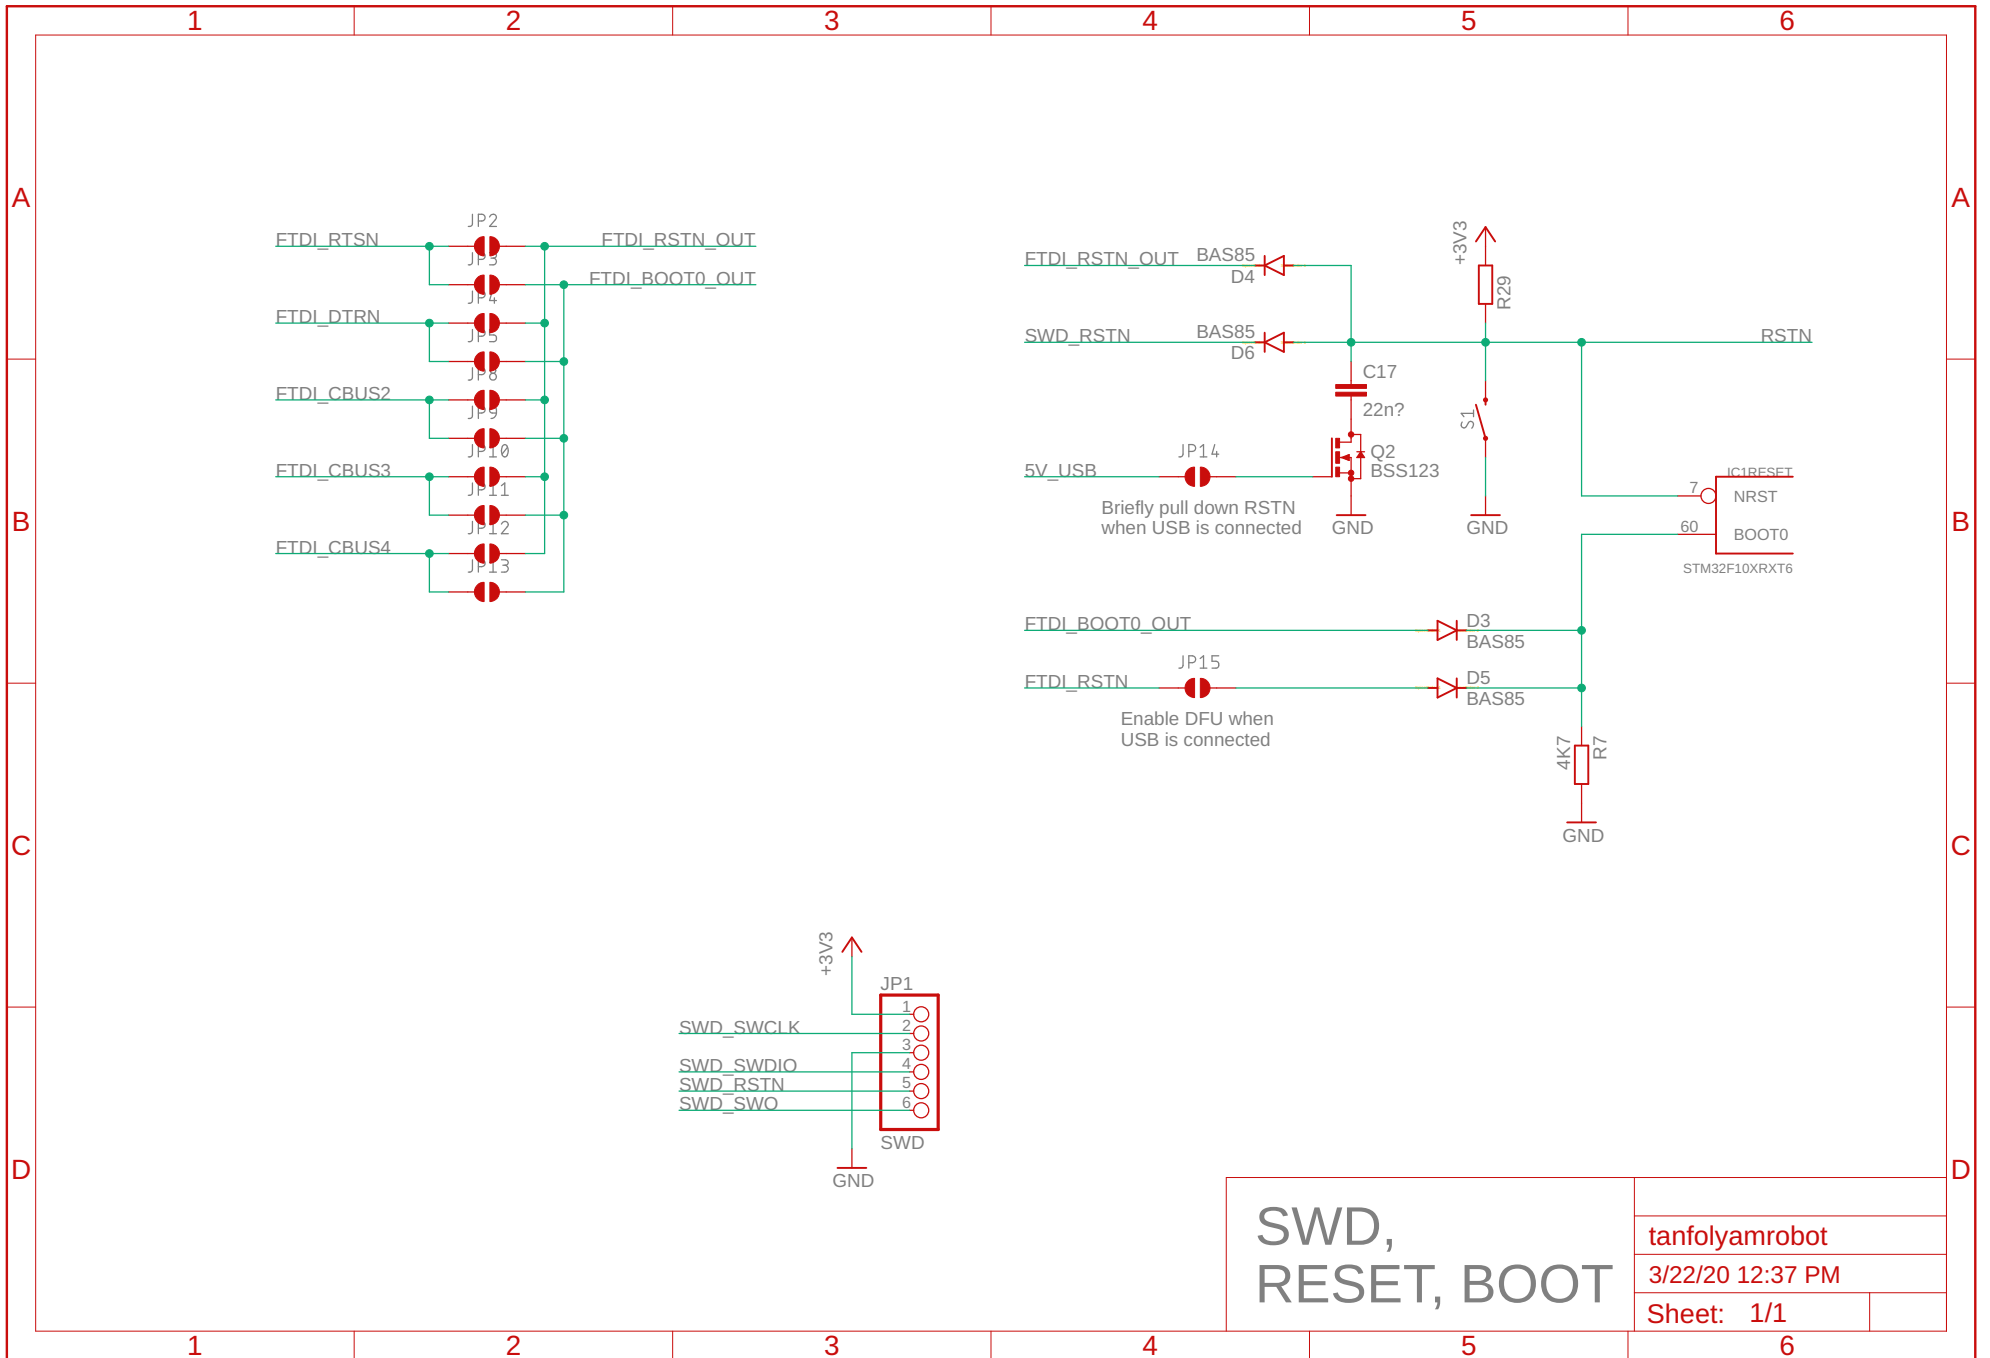 1 2 3 4 5 6
A
A
JP2
FTDI_RTSN
FTDI_RSTN_OUT
JP3
FTDI_BOOT0_OUT
JP4
FTDI_DTRN
JP5
JP8
FTDI_CBUS2
JP9
JP10
FTDI_CBUS3
JP11
JP12
FTDI_CBUS4
JP13
FTDI_RSTN_OUT
BAS85
D4
+3V3
R29
SWD_RSTN
BAS85
D6
RSTN
C17
22n?
S1
JP14
5V_USB
Q2
BSS123
Briefly pull down RSTN
when USB is connected
GND
GND
IC1RESET
7
NRST
60
BOOT0
STM32F10XRXT6
B
B
FTDI_BOOT0_OUT
D3
BAS85
JP15
FTDI_RSTN
D5
BAS85
Enable DFU when
USB is connected
4K7
R7
GND
C
C
+3V3
JP1
1
SWD_SWCLK
2
3
SWD_SWDIO
4
SWD_RSTN
5
SWD_SWO
6
SWD
GND
D
D
SWD,
RESET, BOOT
tanfolyamrobot
3/22/20 12:37 PM
Sheet: 1/1
1 2 3 4 5 6